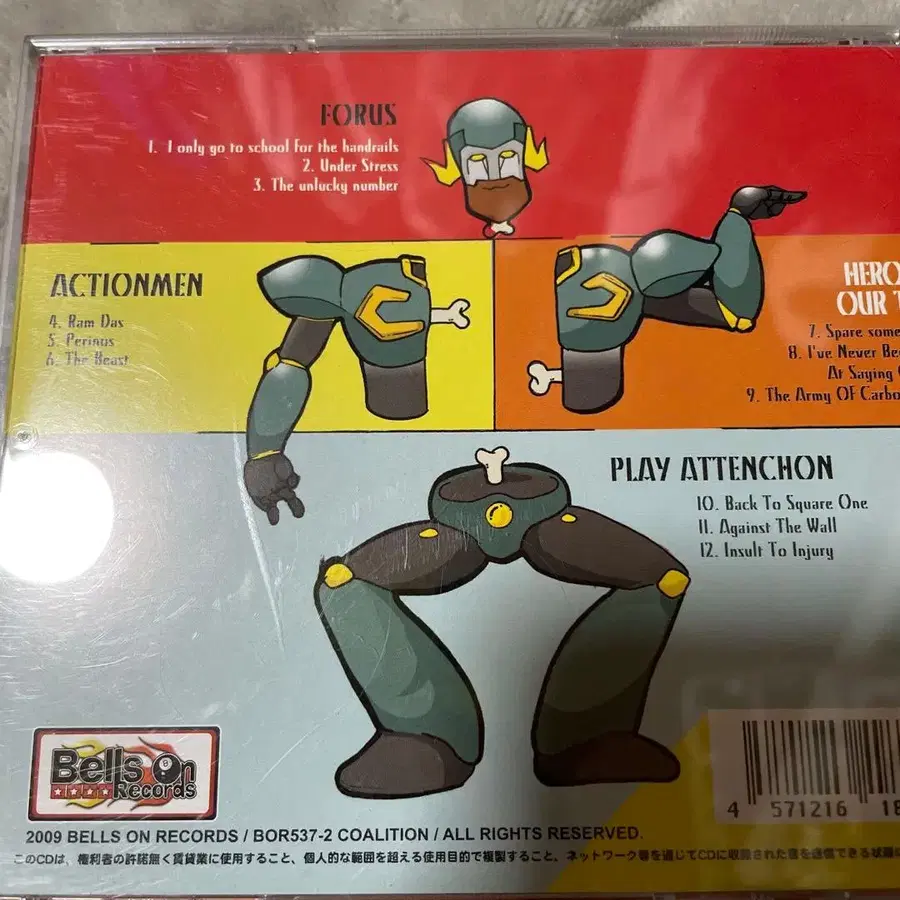 FORUS
1. I only go to school for the handrails
2. Under Stress
3. The unlucky number
ACTIONMEN
4. Ram Das
5. Perinus
6. The Beast
HERO
OUR T
7. Spare some
8. I've Never Be
At Saying
9. The Army Of Carbo
PLAY ATTENCHON
10. Back To Square One
11. Against The Wall
12. Insult To Injury
Bells On
Records
4 571216 18
2009 BELLS ON RECORDS / BOR537-2 COALITION / ALL RIGHTS RESERVED.
このCDは、権利者の許諾無く賃貸業に使用すること、個人的な範囲を超える使用目的で複製すること、ネットワーク等を通じてCDに収録された音を送信できる状態に